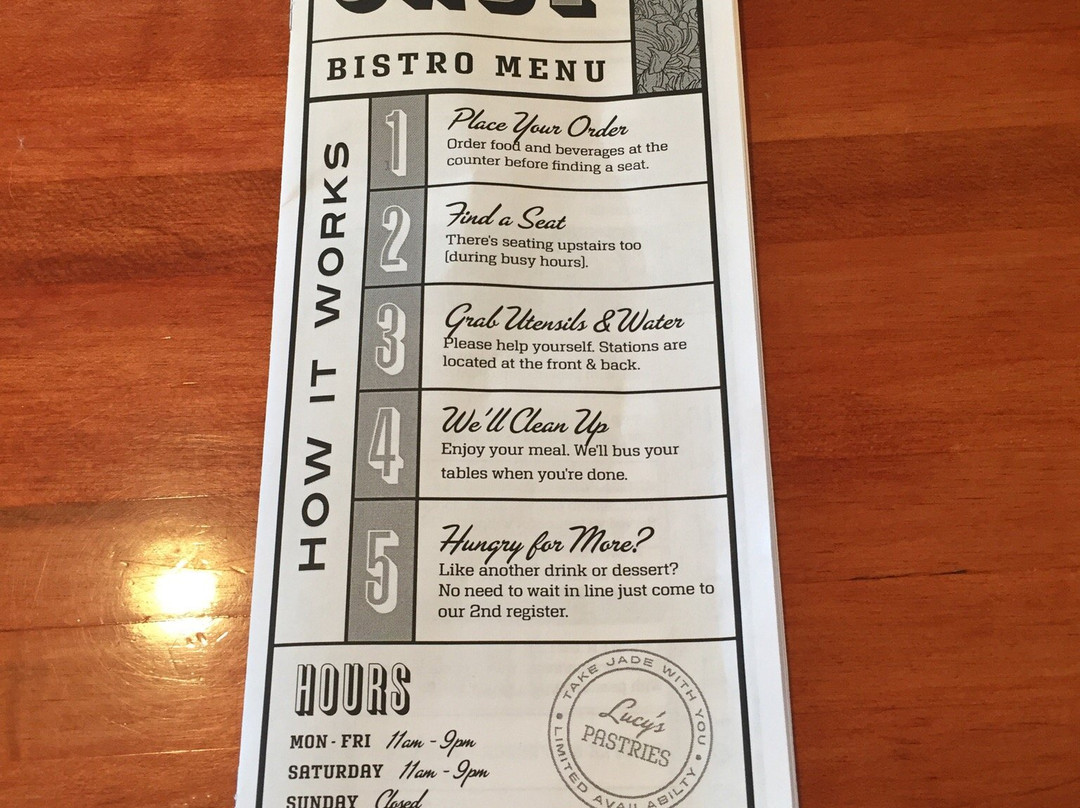 BISTRO MENU
HOW IT WORKS
1
Place Your Order
Order food and beverages at the
counter before finding a seat.
2
Find a Seat
There's seating upstairs too
[during busy hours].
3
Grab Utensils & Water
Please help yourself. Stations are
located at the front & back.
4
We'll Clean Up
Enjoy your meal. We'll bus your
tables when you're done.
5
Hungry for More?
Like another drink or dessert?
No need to wait in line just come to
our 2nd register.
HOURS
MON - FRI 11am - 9pm
SATURDAY 11am - 9pm
SUNDAY Closed
TAKE JADE WITH YOU
Lucy's
PASTRIES
LIMITED AVAILABILTY